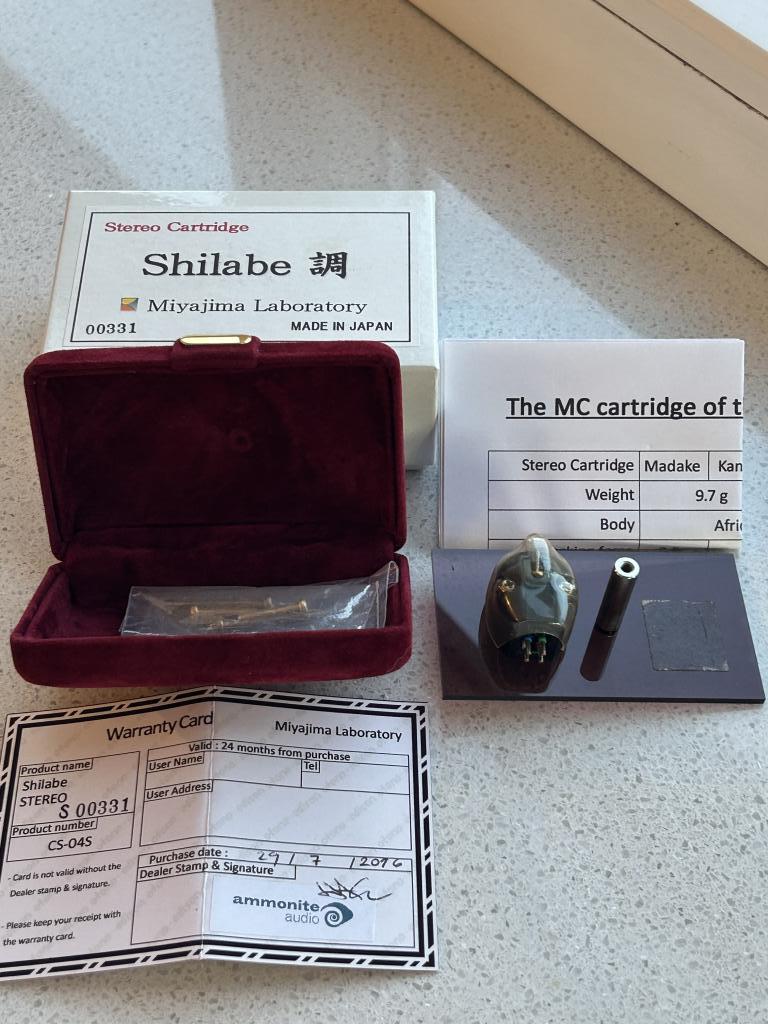 Stereo Cartridge
Shilabe 調
Miyajima Laboratory
00331
MADE IN JAPAN
The MC cartridge of t
Stereo Cartridge Madake Kan
Weight 9.7 g
Body Afri
Warranty Card
Miyajima Laboratory
Valid : 24 months from purchase
Product name
Shilabe
STEREO
S 00331
Product number
CS-04S
- Card is not valid without the
Dealer stamp & signature.
- Please keep your receipt with
the warranty card.
User Name
Tel
User Address
Purchase date : 29 / 7 / 2016
Dealer Stamp & Signature
ammonite
audio